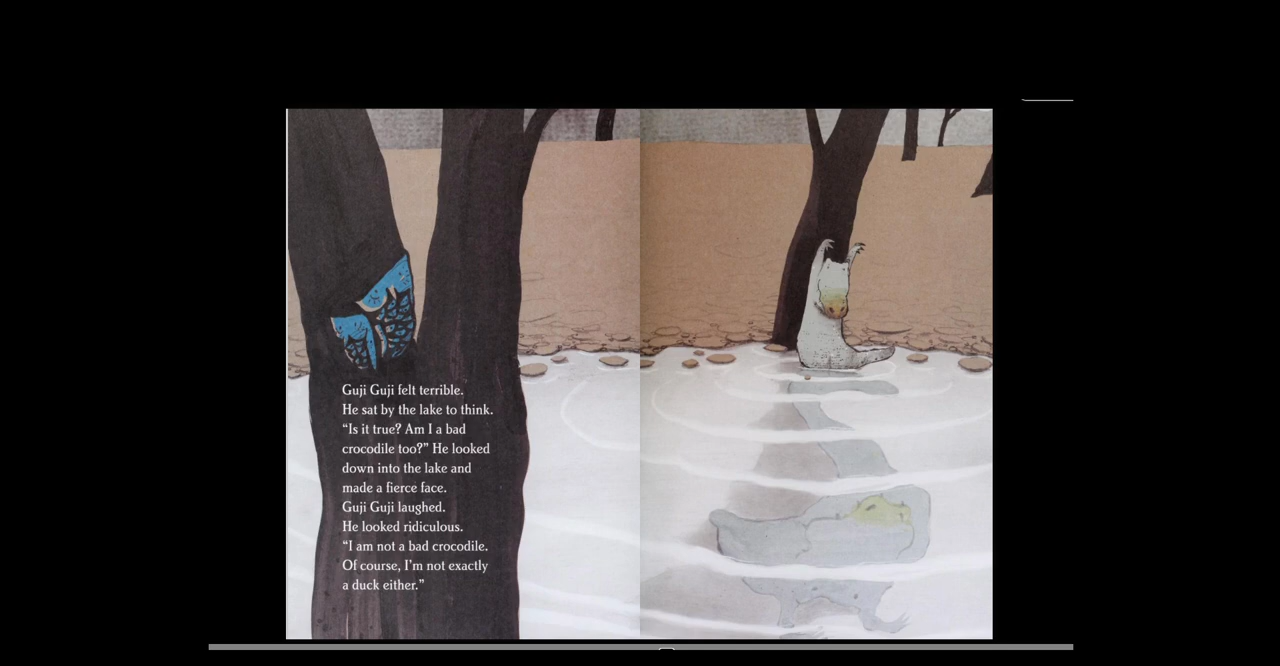 Guji Guji felt terrible.
He sat by the lake to think.
“Is it true? Am I a bad
crocodile too?” He looked
down into the lake and
made a fierce face.
Guji Guji laughed.
He looked ridiculous.
“I am not a bad crocodile.
Of course, I’m not exactly
a duck either.”